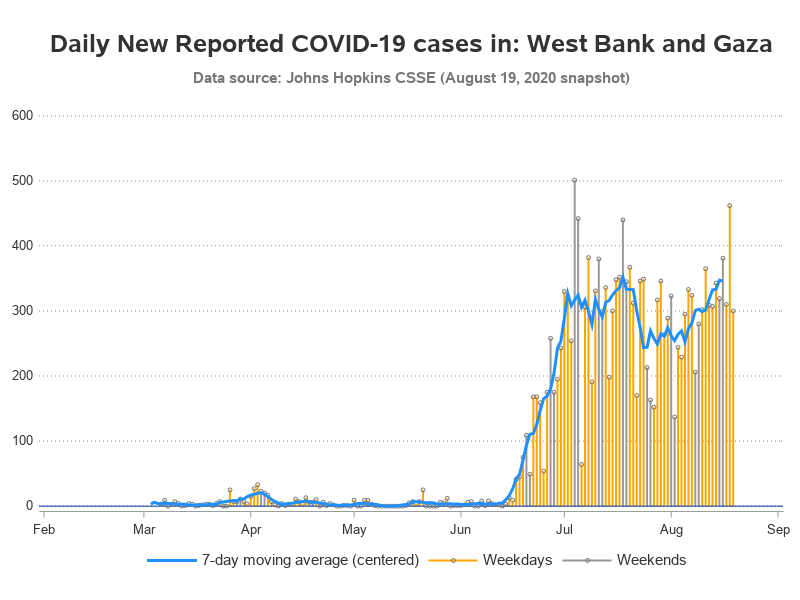 Daily New Reported COVID-19 cases in: West Bank and Gaza
Data source: Johns Hopkins CSSE (August 19, 2020 snapshot)
600
500
400
300
200
100
0
Feb Mar Apr May Jun Jul Aug Sep
7-day moving average (centered) Weekdays Weekends